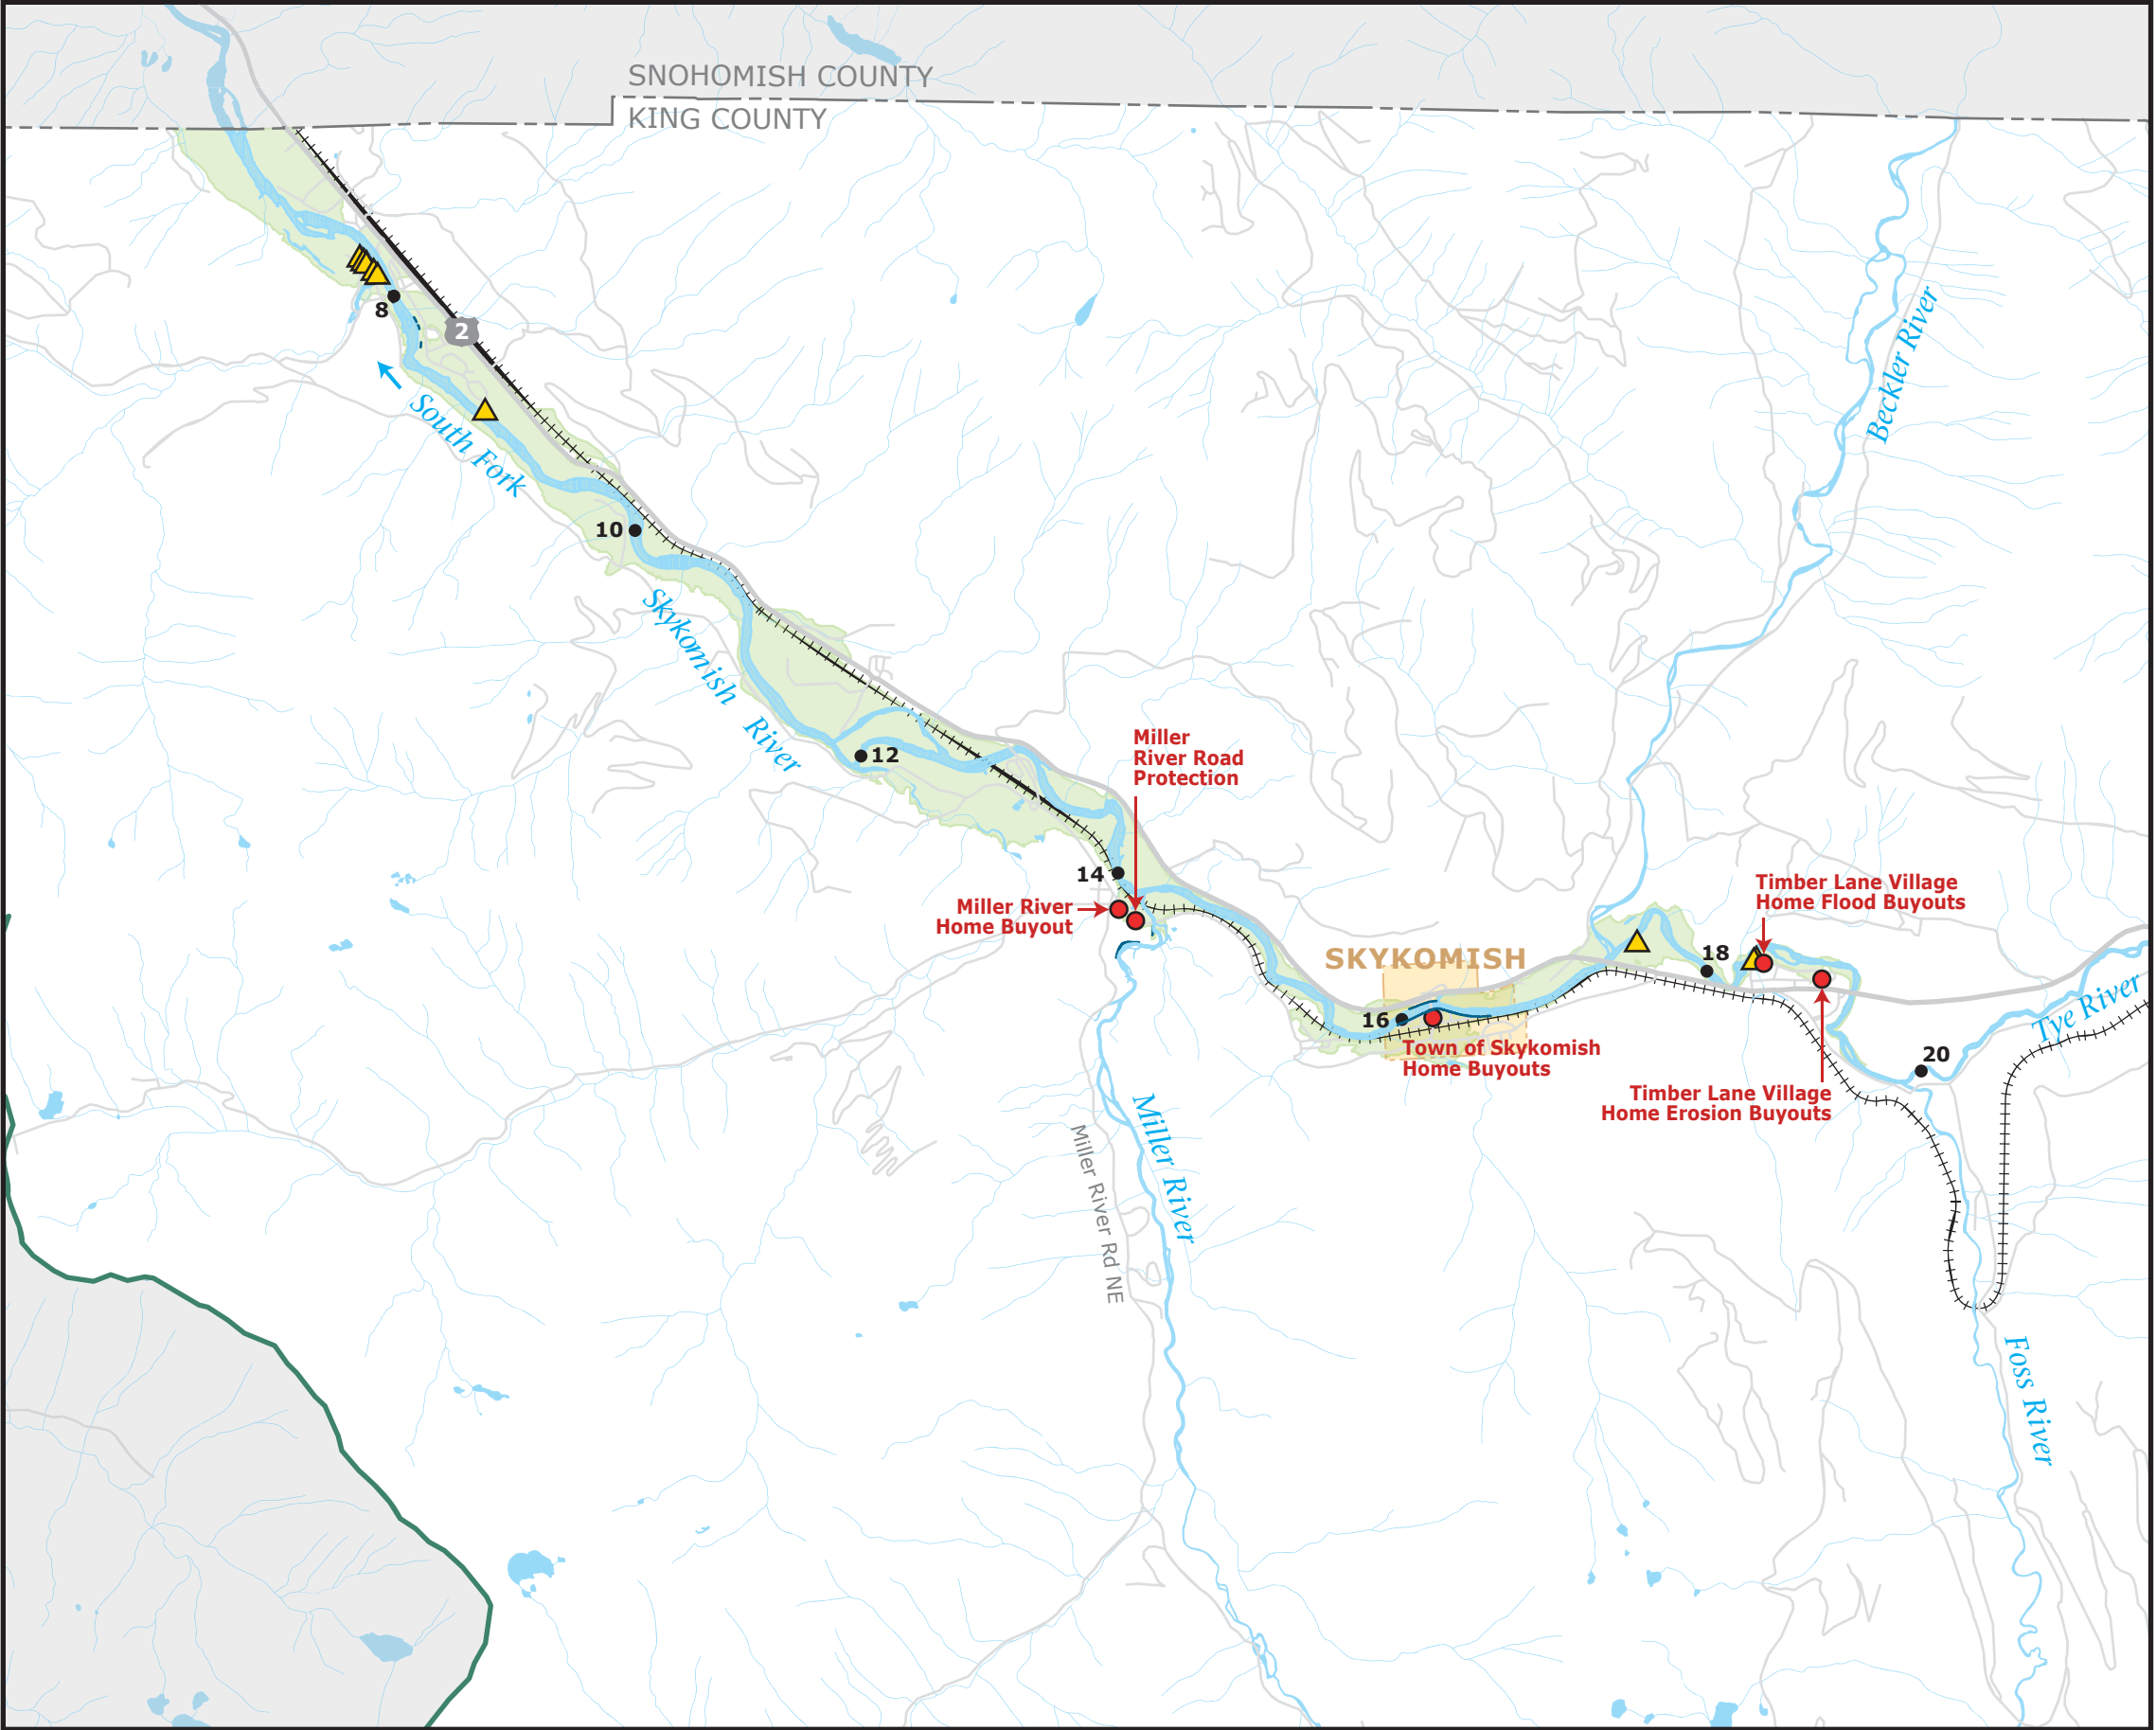 SNOHOMISH COUNTY
KING COUNTY
8
2
South Fork
Beckler River
10
Skykomish River
12
Miller
River Road
Protection
14
Miller River
Home Buyout
Timber Lane Village
Home Flood Buyouts
SKYKOMISH
18
16
Town of Skykomish
Home Buyouts
Tye River
20
Timber Lane Village
Home Erosion Buyouts
Miller River
Miller River Rd NE
Foss River